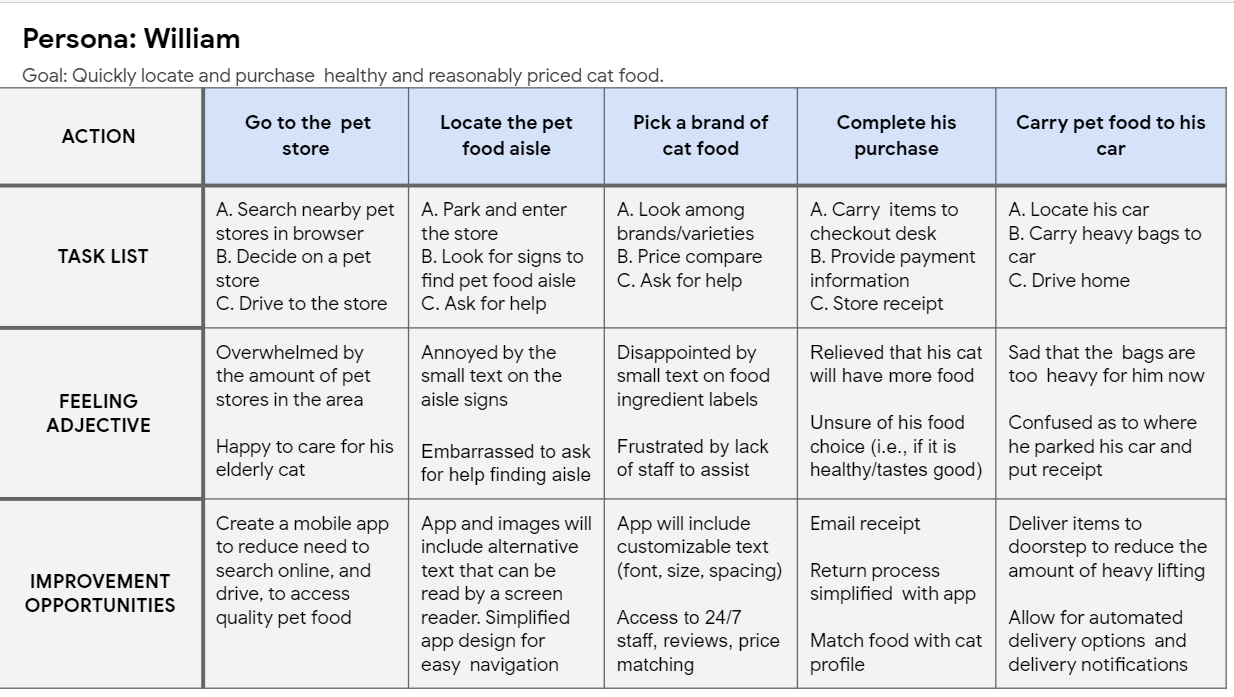 Persona: William
Goal: Quickly locate and purchase healthy and reasonably priced cat food.
ACTION
Go to the pet
store
Locate the pet
food aisle
Pick a brand of
cat food
Complete his
purchase
Carry pet food to his
car
TASK LIST
A. Search nearby pet
stores in browser
B. Decide on a pet
store
C. Drive to the store
A. Park and enter
the store
B. Look for signs to
find pet food aisle
C. Ask for help
A. Look among
brands/varieties
B. Price compare
C. Ask for help
A. Carry items to
checkout desk
B. Provide payment
information
C. Store receipt
A. Locate his car
B. Carry heavy bags to
car
C. Drive home
FEELING
ADJECTIVE
Overwhelmed by
the amount of pet
stores in the area
Happy to care for his
elderly cat
Annoyed by the
small text on the
aisle signs
Embarrassed to ask
for help finding aisle
Disappointed by
small text on food
ingredient labels
Frustrated by lack
of staff to assist
Relieved that his cat
will have more food
Unsure of his food
choice (i.e., if it is
healthy/tastes good)
Sad that the bags are
too heavy for him now
Confused as to where
he parked his car and
put receipt
IMPROVEMENT
OPPORTUNITIES
Create a mobile app
to reduce need to
search online, and
drive, to access
quality pet food
App and images will
include alternative
text that can be
read by a screen
reader. Simplified
app design for
easy navigation
App will include
customizable text
(font, size, spacing)
Access to 24/7
staff, reviews, price
matching
Email receipt
Return process
simplified with app
Match food with cat
profile
Deliver items to
doorstep to reduce the
amount of heavy lifting
Allow for automated
delivery options and
delivery notifications